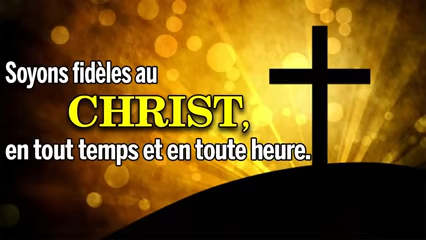 Soyons fidèles au
CHRIST,
en tout temps et en toute heure.